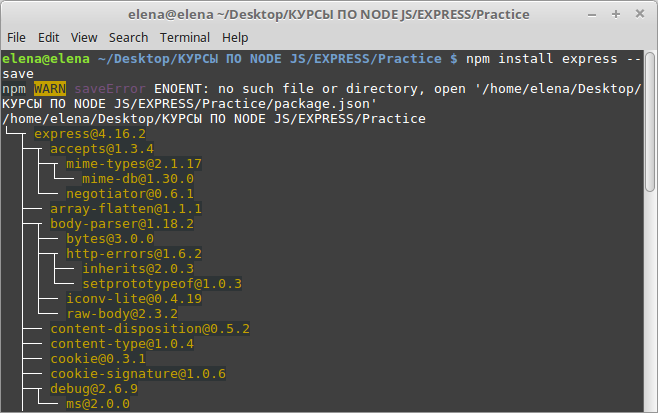 elena@elena ~/Desktop/КУРСЫ ПО NODE JS/EXPRESS/Practice
File Edit View Search Terminal Help
elena@elena ~/Desktop/КУРСЫ ПО NODE JS/EXPRESS/Practice $ npm install express --
save
npm WARN saveError ENOENT: no such file or directory, open '/home/elena/Desktop/
КУРСЫ ПО NODE JS/EXPRESS/Practice/package.json'
/home/elena/Desktop/КУРСЫ ПО NODE JS/EXPRESS/Practice
└─┬ express@4.16.2
  ├─┬ accepts@1.3.4
  │ ├─┬ mime-types@2.1.17
  │ │ └── mime-db@1.30.0
  │ └── negotiator@0.6.1
  ├── array-flatten@1.1.1
  ├─┬ body-parser@1.18.2
  │ ├── bytes@3.0.0
  │ ├─┬ http-errors@1.6.2
  │ │ ├── inherits@2.0.3
  │ │ └── setprototypeof@1.0.3
  │ ├── iconv-lite@0.4.19
  │ └── raw-body@2.3.2
  ├── content-disposition@0.5.2
  ├── content-type@1.0.4
  ├── cookie@0.3.1
  ├── cookie-signature@1.0.6
  ├─┬ debug@2.6.9
  │ └── ms@2.0.0